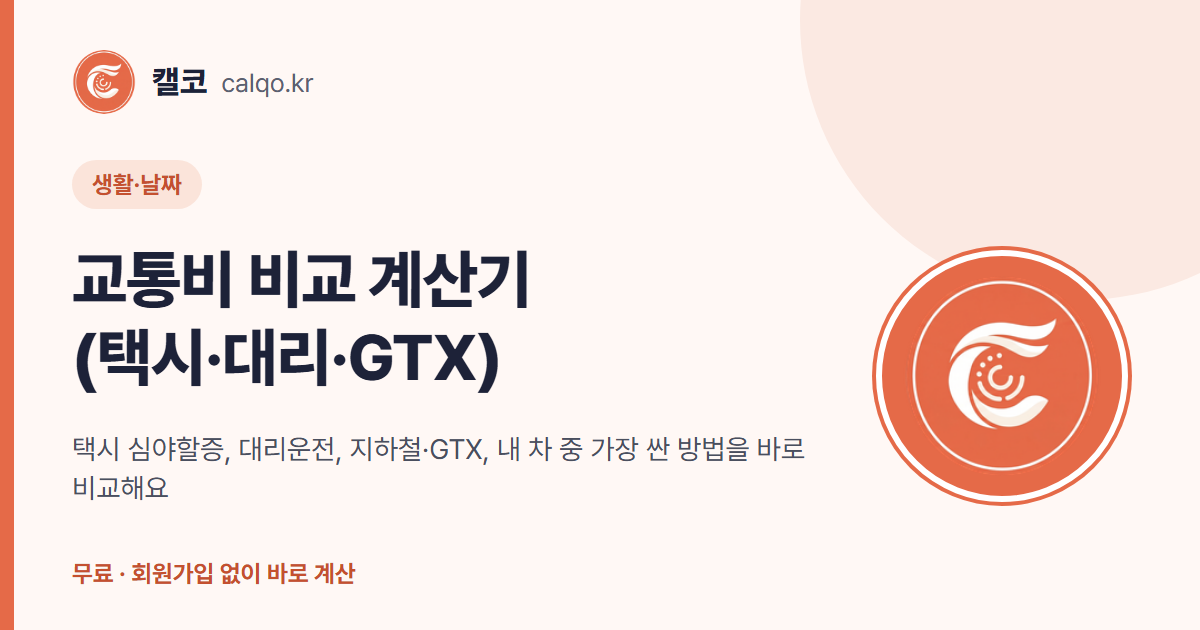 캘코 calqo.kr
생활·날짜
교통비 비교 계산기
(택시·대리·GTX)
택시 심야할증, 대리운전, 지하철·GTX, 내 차 중 가장 싼 방법을 바로
비교해요
무료 · 회원가입 없이 바로 계산